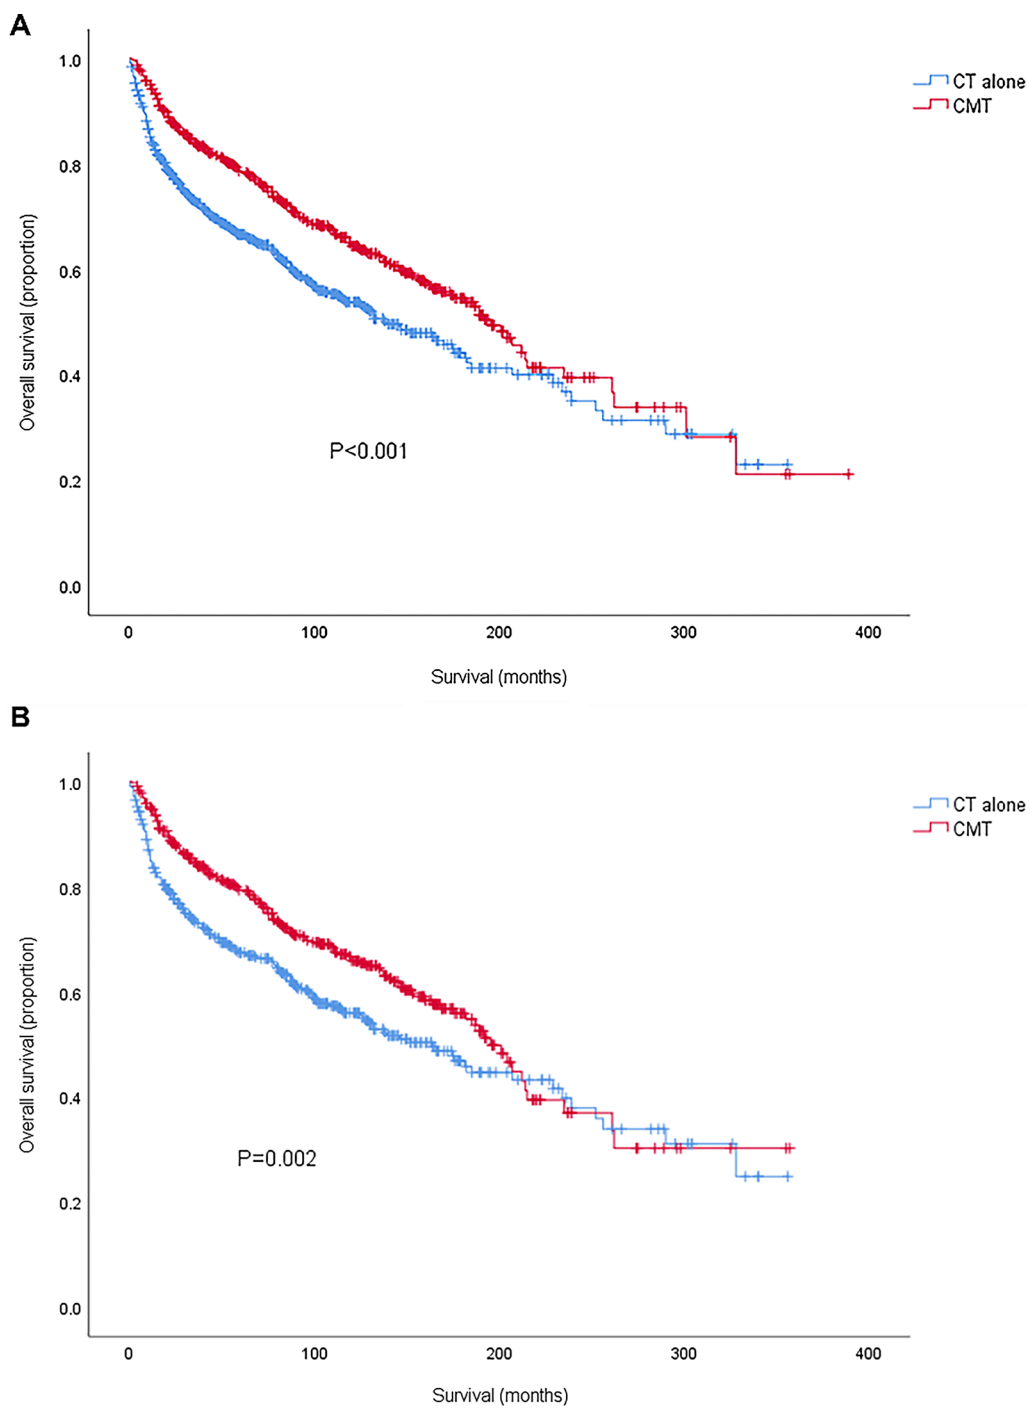 A
1.0
CT alone
CMT
0.8
0.6
Overall survival (proportion)
P<0.001
0.4
0.2
0.0
0 100 200 300 400
Survival (months)
B
1.0
CT alone
CMT
0.8
0.6
Overall survival (proportion)
0.4
P=0.002
0.2
0.0
0 100 200 300 400
Survival (months)